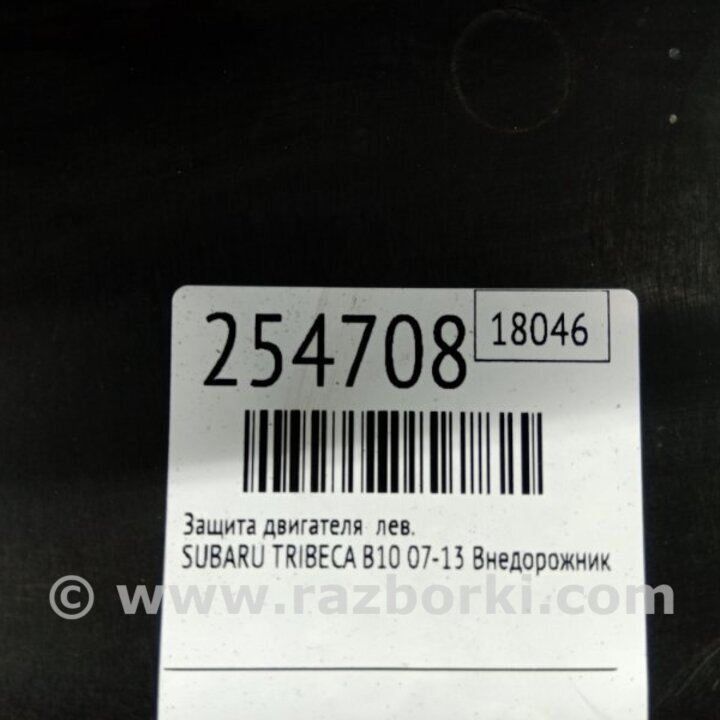 254708
18046
Защита двигателя лев.
SUBARU TRIBECA B10 07-13 Внедорожник
© www.razborki.com